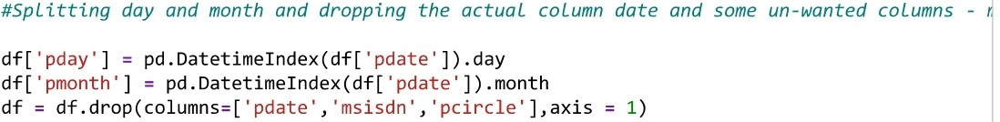 #Splitting day and month and dropping the actual column date and some un-wanted columns -
df['pday'] = pd.DatetimeIndex(df['pdate']).day
df['pmonth'] = pd.DatetimeIndex(df['pdate']).month
df = df.drop(columns=['pdate','msisdn','pcircle'],axis = 1)